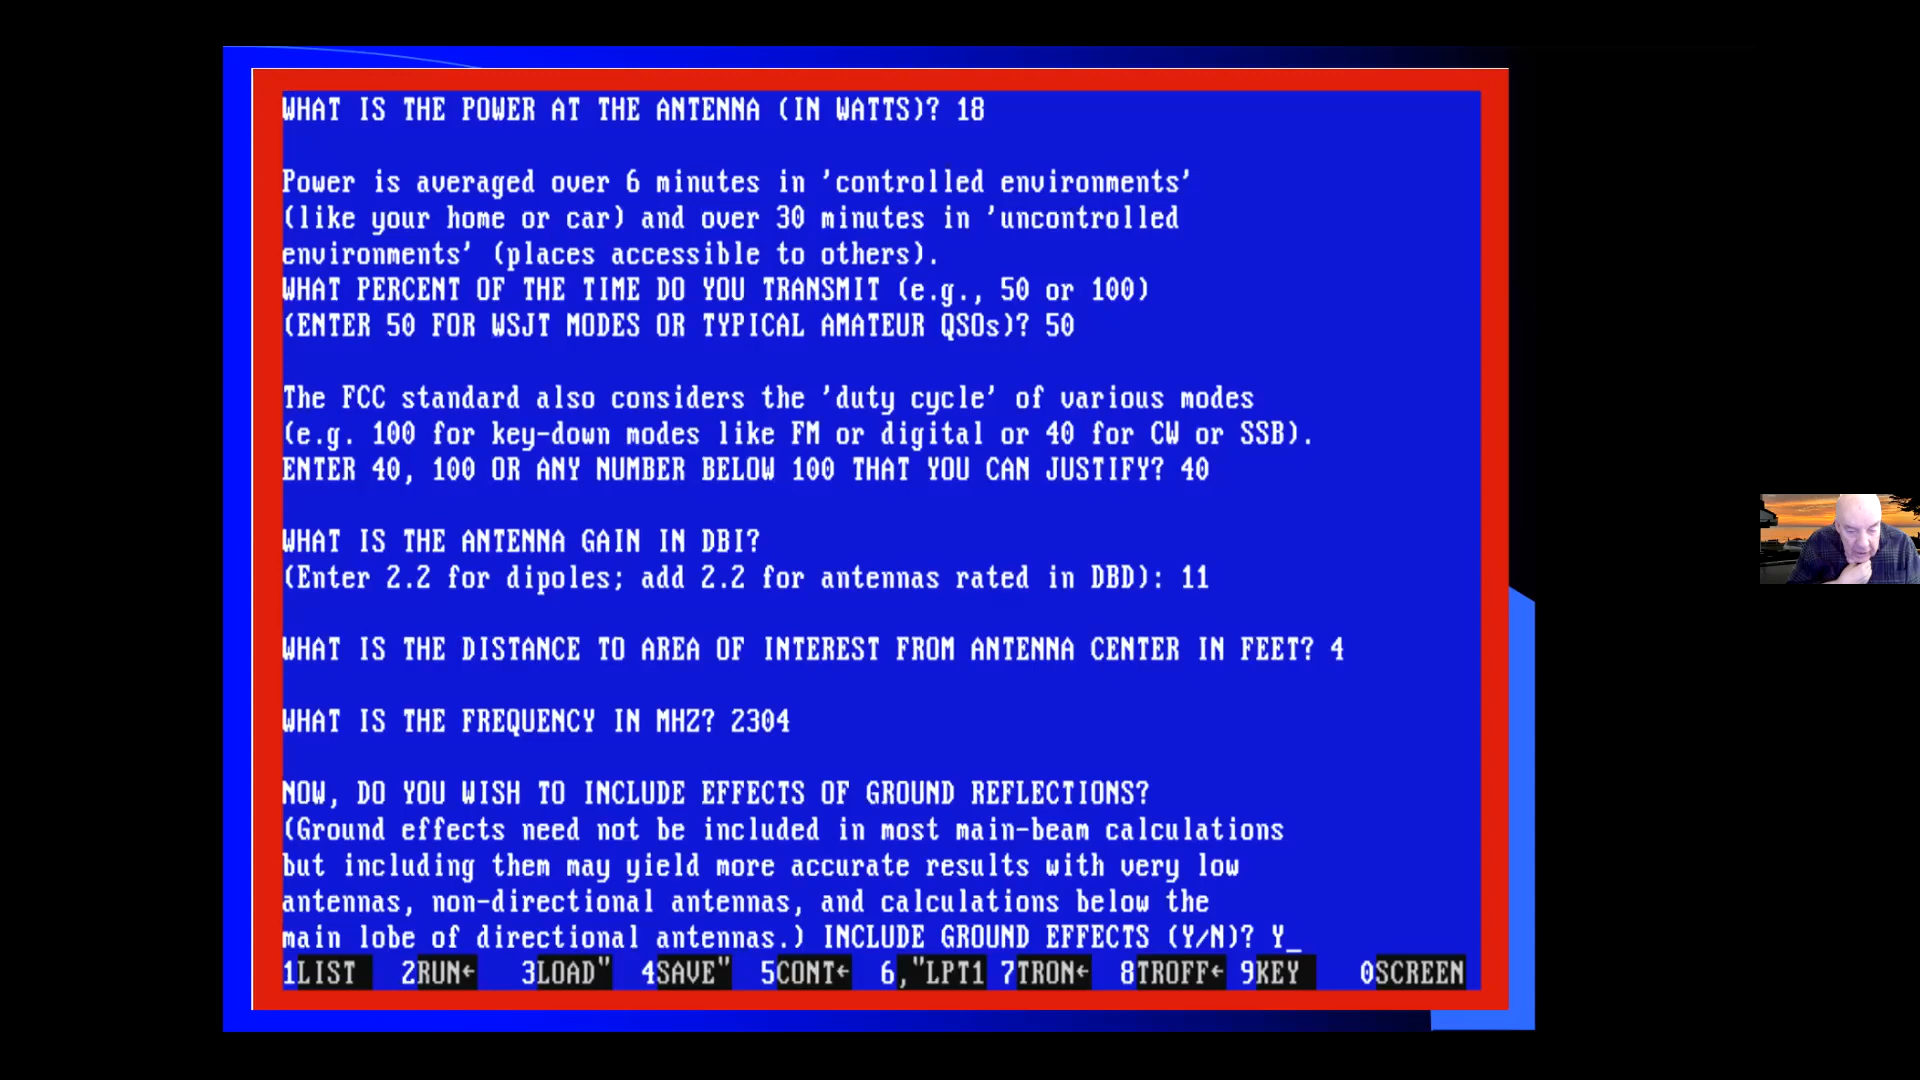 WHAT IS THE POWER AT THE ANTENNA (IN WATTS)? 18
Power is averaged over 6 minutes in 'controlled environments'
(like your home or car) and over 30 minutes in 'uncontrolled
environments' (places accessible to others).
WHAT PERCENT OF THE TIME DO YOU TRANSMIT (e.g., 50 or 100)
(ENTER 50 FOR WSJT MODES OR TYPICAL AMATEUR QSOs)? 50
The FCC standard also considers the 'duty cycle' of various modes
(e.g. 100 for key-down modes like FM or digital or 40 for CW or SSB).
ENTER 40, 100 OR ANY NUMBER BELOW 100 THAT YOU CAN JUSTIFY? 40
WHAT IS THE ANTENNA GAIN IN DBI?
(Enter 2.2 for dipoles; add 2.2 for antennas rated in DBD): 11
WHAT IS THE DISTANCE TO AREA OF INTEREST FROM ANTENNA CENTER IN FEET? 4
WHAT IS THE FREQUENCY IN MHZ? 2304
NOW, DO YOU WISH TO INCLUDE EFFECTS OF GROUND REFLECTIONS?
(Ground effects need not be included in most main-beam calculations
but including them may yield more accurate results with very low
antennas, non-directional antennas, and calculations below the
main lobe of directional antennas.) INCLUDE GROUND EFFECTS (Y/N)? Y_
1LIST 2RUN← 3LOAD" 4SAVE" 5CONT← 6,"LPT1 7TRON← 8TROFF← 9KEY 0SCREEN